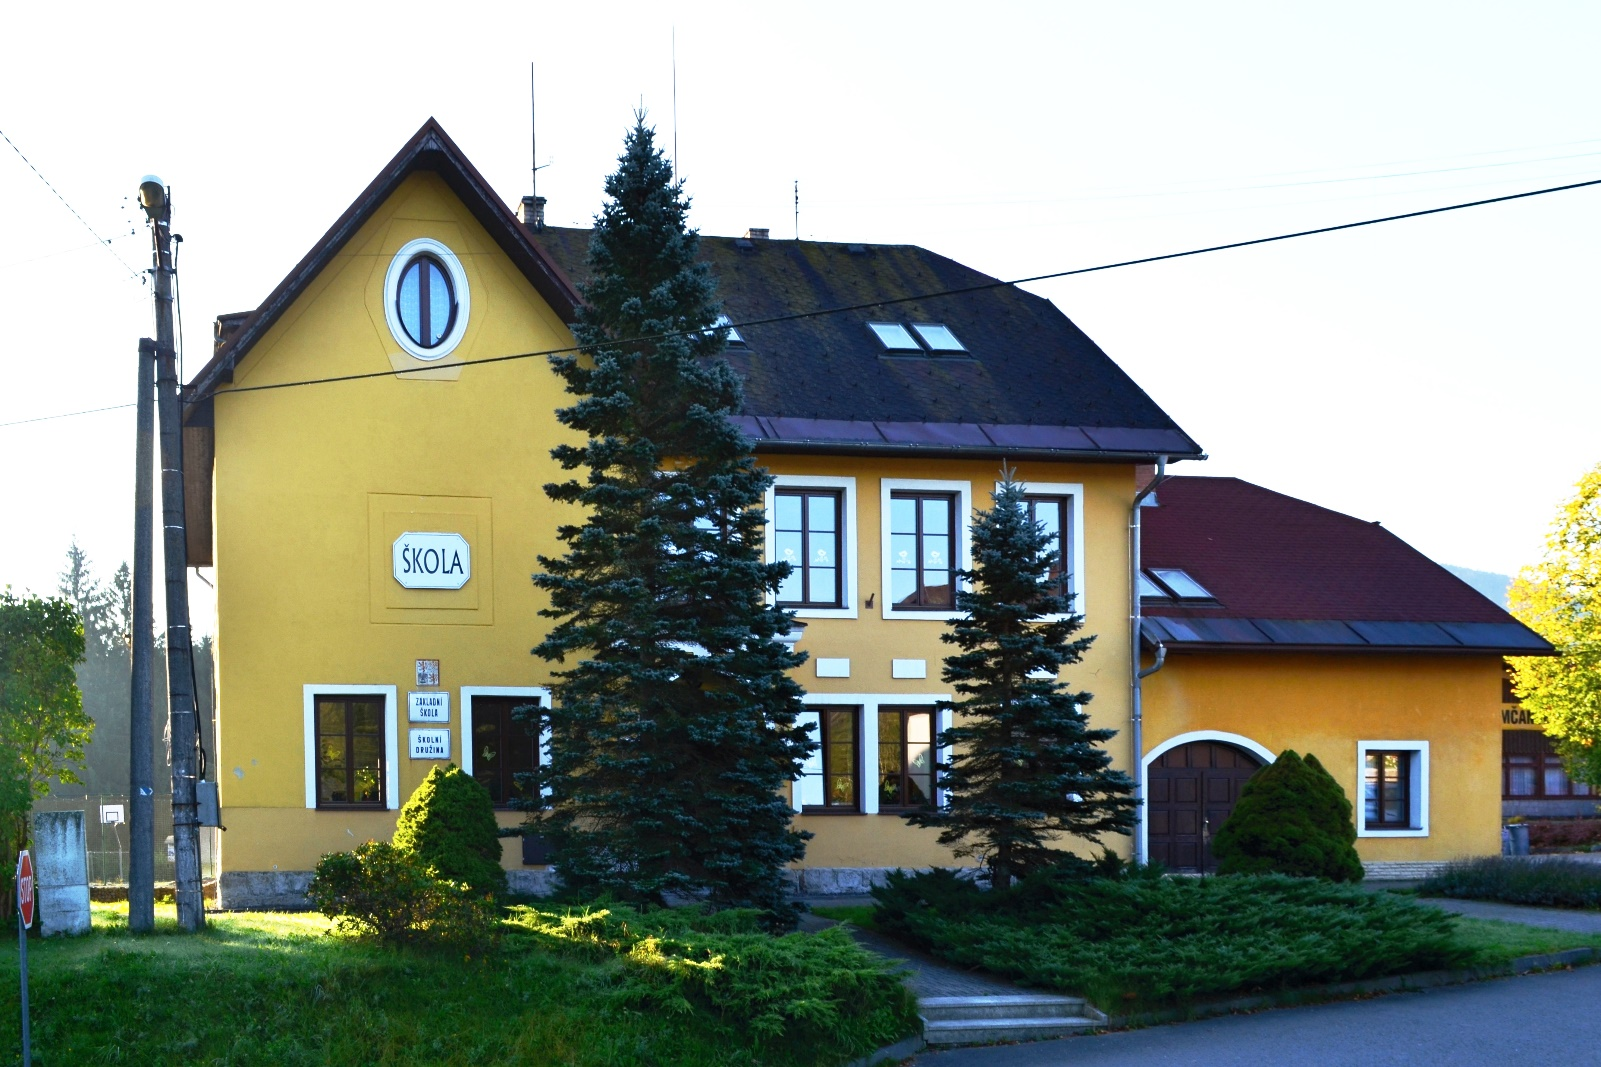 ŠKOLA
ZÁKLADNÍ
ŠKOLA
ŠKOLNÍ
DRUŽINA
STOP